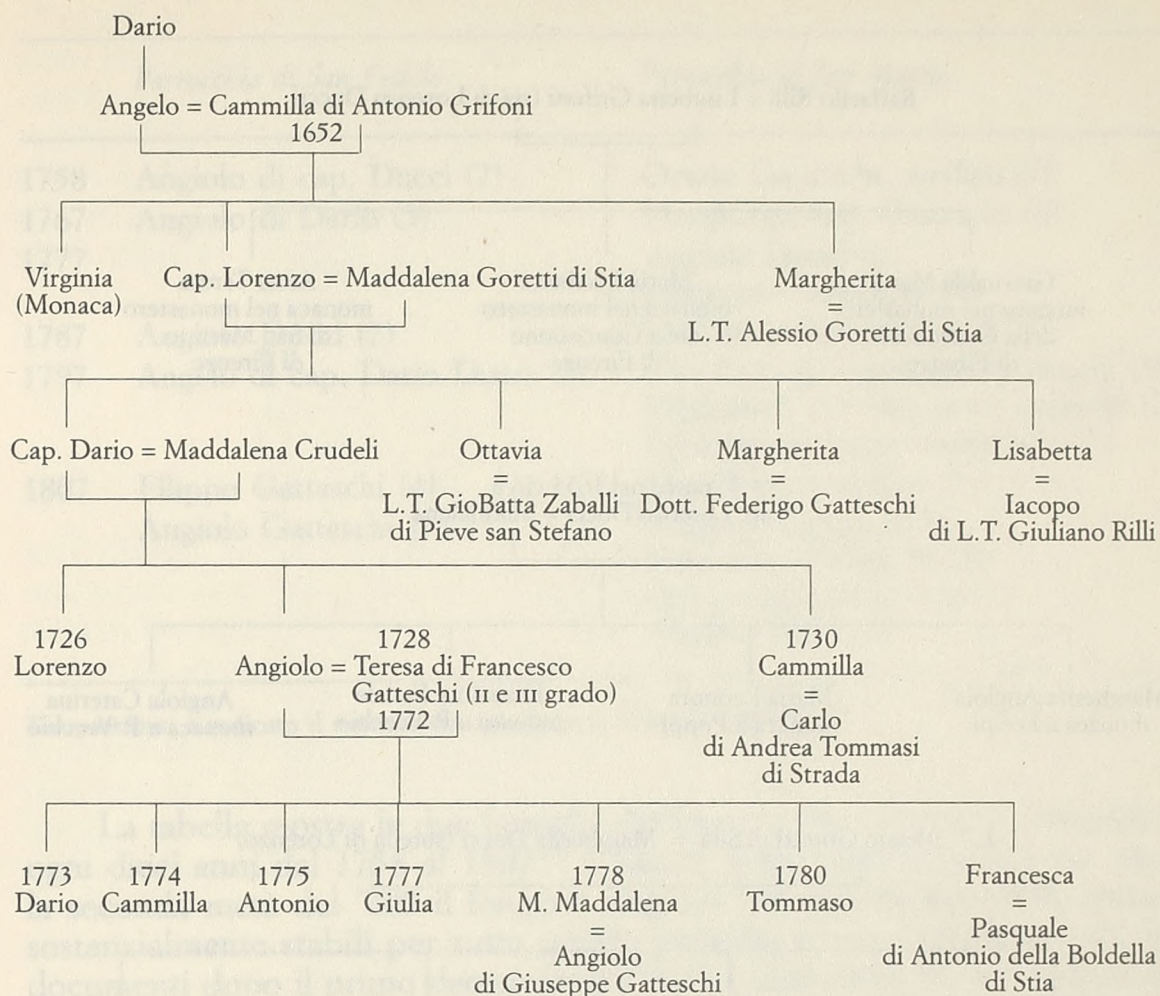 Dario
Angelo = Cammilla di Antonio Grifoni
1652
Virginia
(Monaca)
Cap. Lorenzo = Maddalena Goretti di Stia
Margherita
=
L.T. Alessio Goretti di Stia
Cap. Dario = Maddalena Crudeli
Ottavia
=
L.T. GioBatta Zaballi
di Pieve san Stefano
Margherita
=
Dott. Federigo Gatteschi
Lisabetta
=
Iacopo
di L.T. Giuliano Rilli
1726
Lorenzo
1728
Angiolo = Teresa di Francesco
Gatteschi (II e III grado)
1772
1730
Cammilla
=
Carlo
di Andrea Tommasi
di Strada
1773
Dario
1774
Cammilla
1775
Antonio
1777
Giulia
1778
M. Maddalena
=
Angiolo
di Giuseppe Gatteschi
1780
Tommaso
Francesca
=
Pasquale
di Antonio della Boldella
di Stia